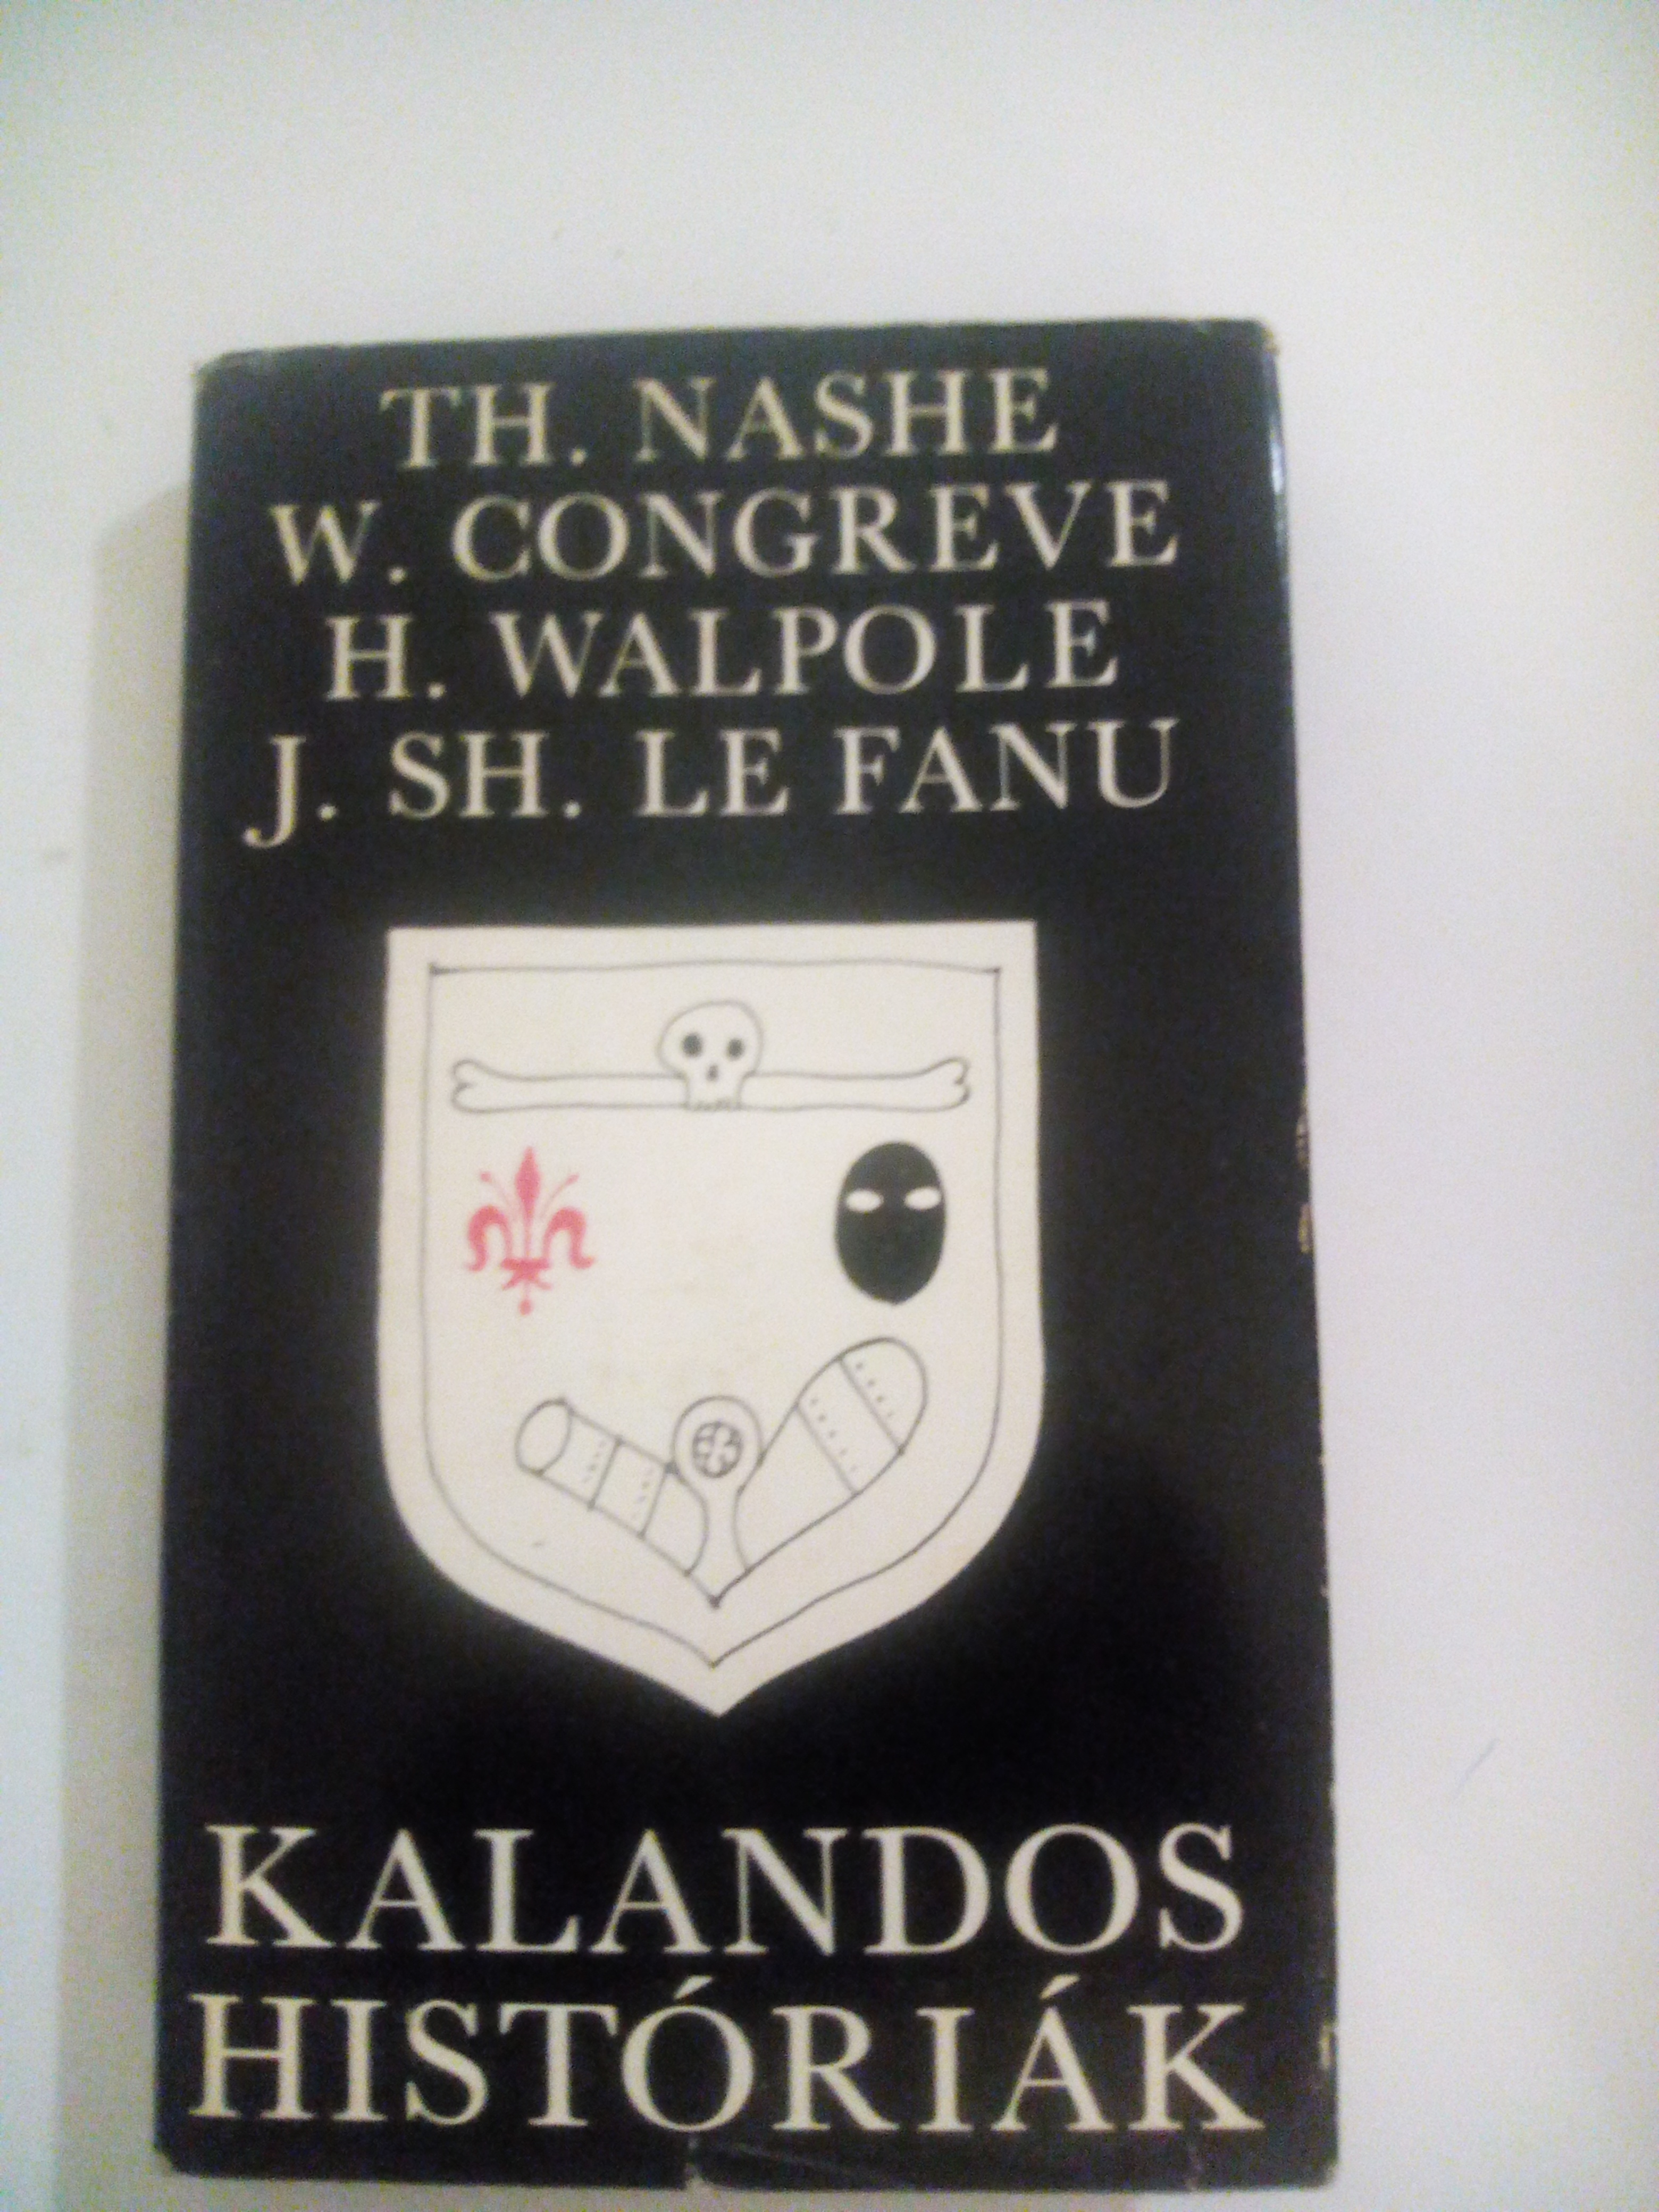 TH. NASHE
W. CONGREVE
H. WALPOLE
J. SH. LE FANU
KALANDOS
HISTÓRIÁK